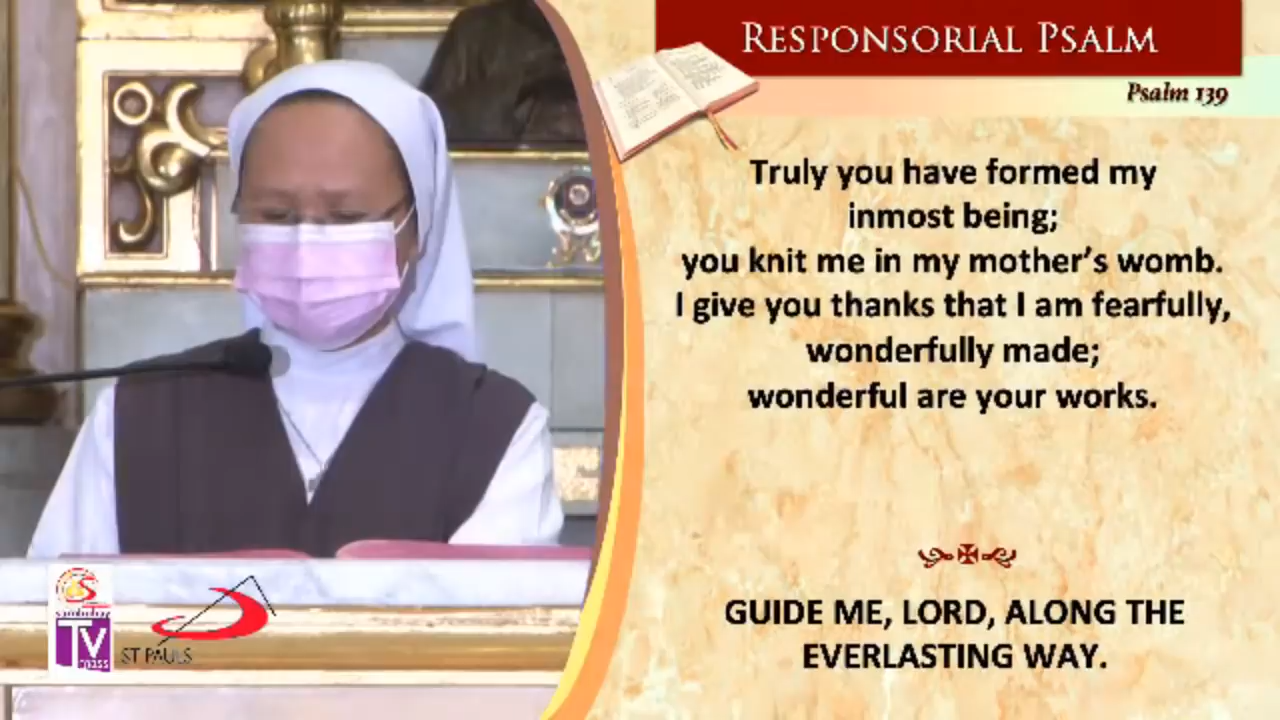 RESPONSORIAL PSALM
Psalm 139
Truly you have formed my
inmost being;
you knit me in my mother's womb.
I give you thanks that I am fearfully,
wonderfully made;
wonderful are your works.
GUIDE ME, LORD, ALONG THE
EVERLASTING WAY.
sambuhay
TV
mass
ST PAULS